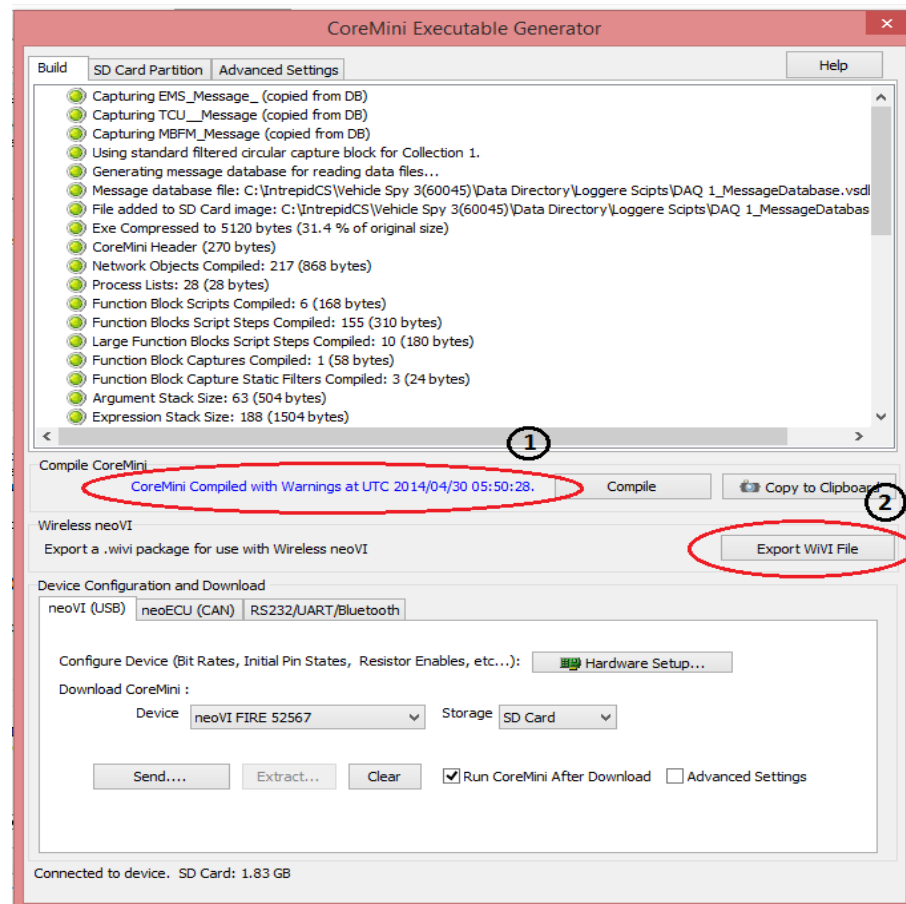 CoreMini Executable Generator
Build SD Card Partition Advanced Settings Help
Capturing EMS_Message_ (copied from DB)
Capturing TCU__Message (copied from DB)
Capturing MBFM_Message (copied from DB)
Using standard filtered circular capture block for Collection 1.
Generating message database for reading data files...
Message database file: C:\IntrepidCS\Vehicle Spy 3(60045)\Data Directory\Loggere Scipts\DAQ 1_MessageDatabase.vsdl
File added to SD Card image: C:\IntrepidCS\Vehicle Spy 3(60045)\Data Directory\Loggere Scipts\DAQ 1_MessageDatabas
Exe Compressed to 5120 bytes (31.4 % of original size)
CoreMini Header (270 bytes)
Network Objects Compiled: 217 (868 bytes)
Process Lists: 28 (28 bytes)
Function Block Scripts Compiled: 6 (168 bytes)
Function Blocks Script Steps Compiled: 155 (310 bytes)
Large Function Blocks Script Steps Compiled: 10 (180 bytes)
Function Block Captures Compiled: 1 (58 bytes)
Function Block Capture Static Filters Compiled: 3 (24 bytes)
Argument Stack Size: 63 (504 bytes)
Expression Stack Size: 188 (1504 bytes)
1
Compile CoreMini
CoreMini Compiled with Warnings at UTC 2014/04/30 05:50:28. Compile Copy to Clipboard
2
Wireless neoVI
Export a .wivi package for use with Wireless neoVI Export WiVI File
Device Configuration and Download
neoVI (USB) neoECU (CAN) RS232/UART/Bluetooth
Configure Device (Bit Rates, Initial Pin States, Resistor Enables, etc...): Hardware Setup...
Download CoreMini :
Device neoVI FIRE 52567 Storage SD Card
Send.... Extract... Clear Run CoreMini After Download Advanced Settings
Connected to device. SD Card: 1.83 GB